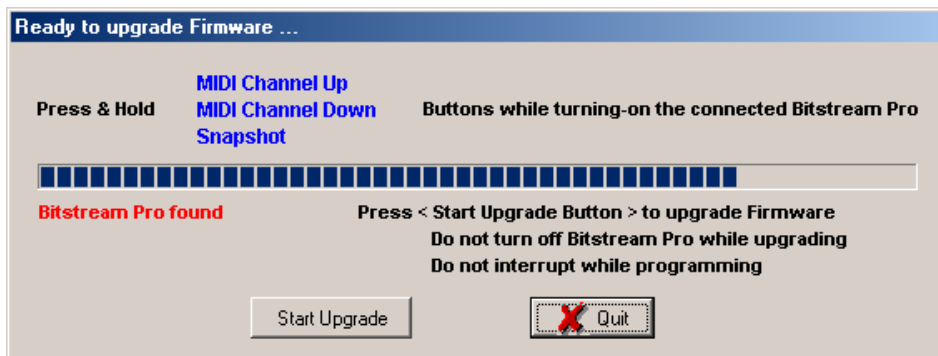 Ready to upgrade Firmware ...
MIDI Channel Up
Press & Hold MIDI Channel Down Buttons while turning-on the connected Bitstream Pro
Snapshot
Bitstream Pro found Press < Start Upgrade Button > to upgrade Firmware
Do not turn off Bitstream Pro while upgrading
Do not interrupt while programming
Start Upgrade Quit